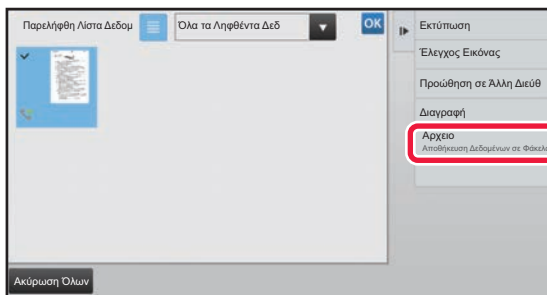 Παρελήφθη Λίστα Δεδομ
Όλα τα Ληφθέντα Δεδ
OK
Εκτύπωση
Έλεγχος Εικόνας
Προώθηση σε Άλλη Διεύθ
Διαγραφή
Αρχειο
Αποθήκευση Δεδομένων σε Φάκελο
Ακύρωση Όλων